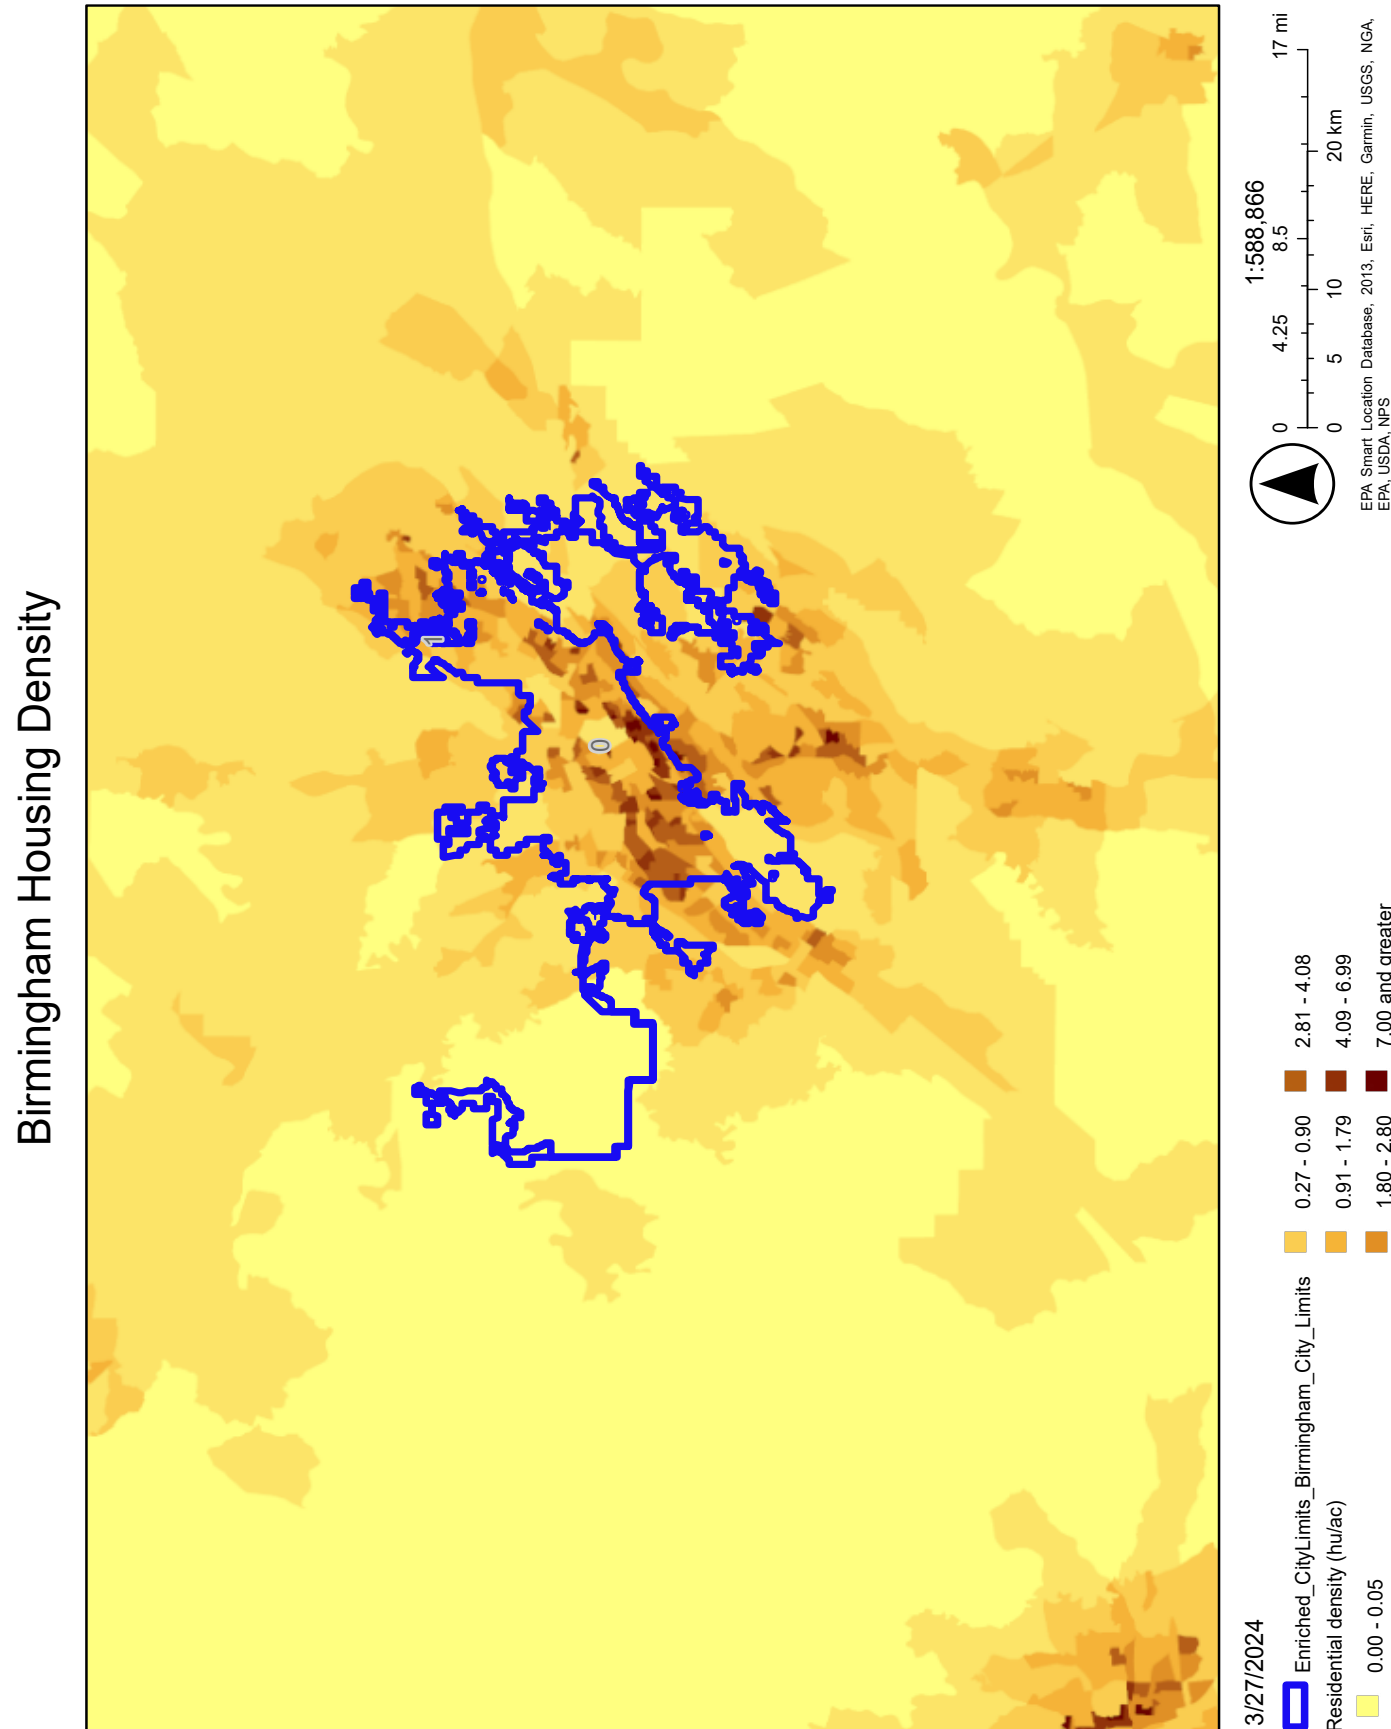 Birmingham Housing Density
1
0
3/27/2024
Enriched_CityLimits_Birmingham_City_Limits
Residential density (hu/ac)
0.00 - 0.05
0.27 - 0.90
0.91 - 1.79
1.80 - 2.80
2.81 - 4.08
4.09 - 6.99
7.00 and greater
1:588,866
0 4.25 8.5 17 mi
0 5 10 20 km
EPA Smart Location Database, 2013, Esri, HERE, Garmin, USGS, NGA,
EPA, USDA, NPS